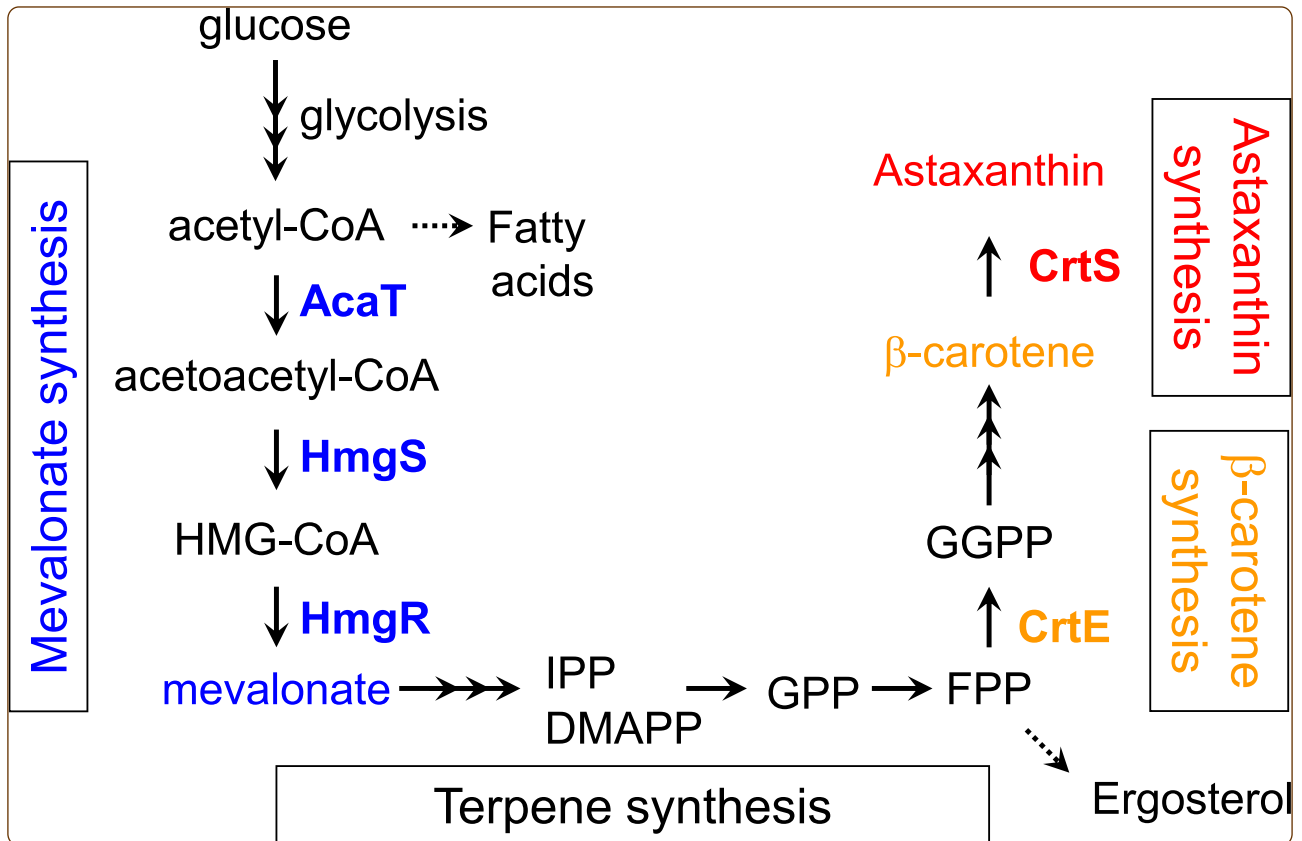 glucose
glycolysis
acetyl-CoA
Fatty
acids
AcaT
acetoacetyl-CoA
HmgS
HMG-CoA
HmgR
mevalonate
IPP
DMAPP
GPP
FPP
CrtE
GGPP
β-carotene
CrtS
Astaxanthin
Ergosterol
Mevalonate synthesis
Terpene synthesis
β-carotene
synthesis
Astaxanthin
synthesis